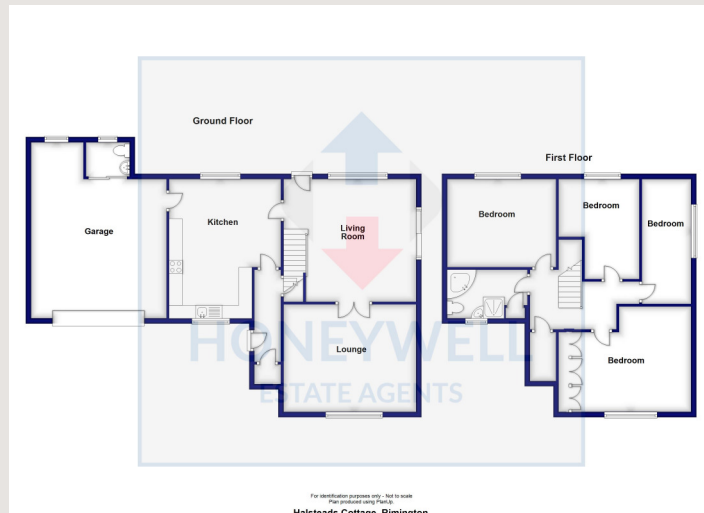 Ground Floor
First Floor
Garage
Kitchen
Living
Room
Lounge
Bedroom
Bedroom
Bedroom
Bedroom
HONEYWELL
ESTATE AGENTS
For identification purposes only - Not to scale
Plan produced using PlanUp.
Halsteads Cottage, Rimington